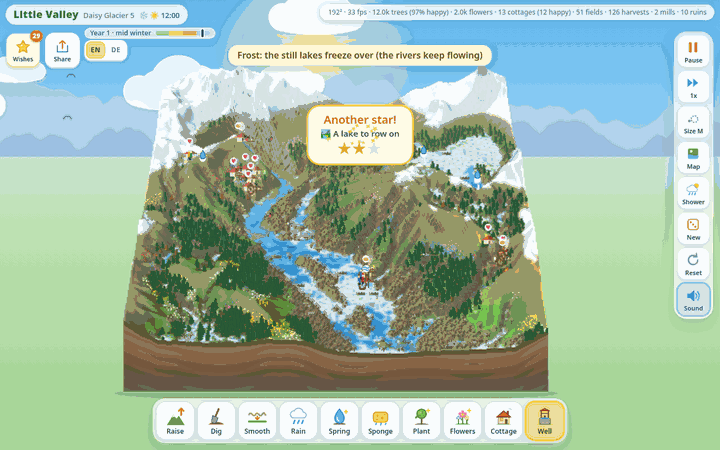 Little Valley Daisy Glacier 5 12:00
192² · 33 fps · 12.0k trees (97% happy) · 2.0k flowers · 13 cottages (12 happy) · 51 fields · 126 harvests · 2 mills · 10 ruins
Year 1 · mid winter
29
Wishes
Share
EN DE
Frost: the still lakes freeze over (the rivers keep flowing)
Another star!
A lake to row on
Pause
1x
Size M
Map
Shower
New
Reset
Sound
Raise Dig Smooth Rain Spring Sponge Plant Flowers Cottage Well